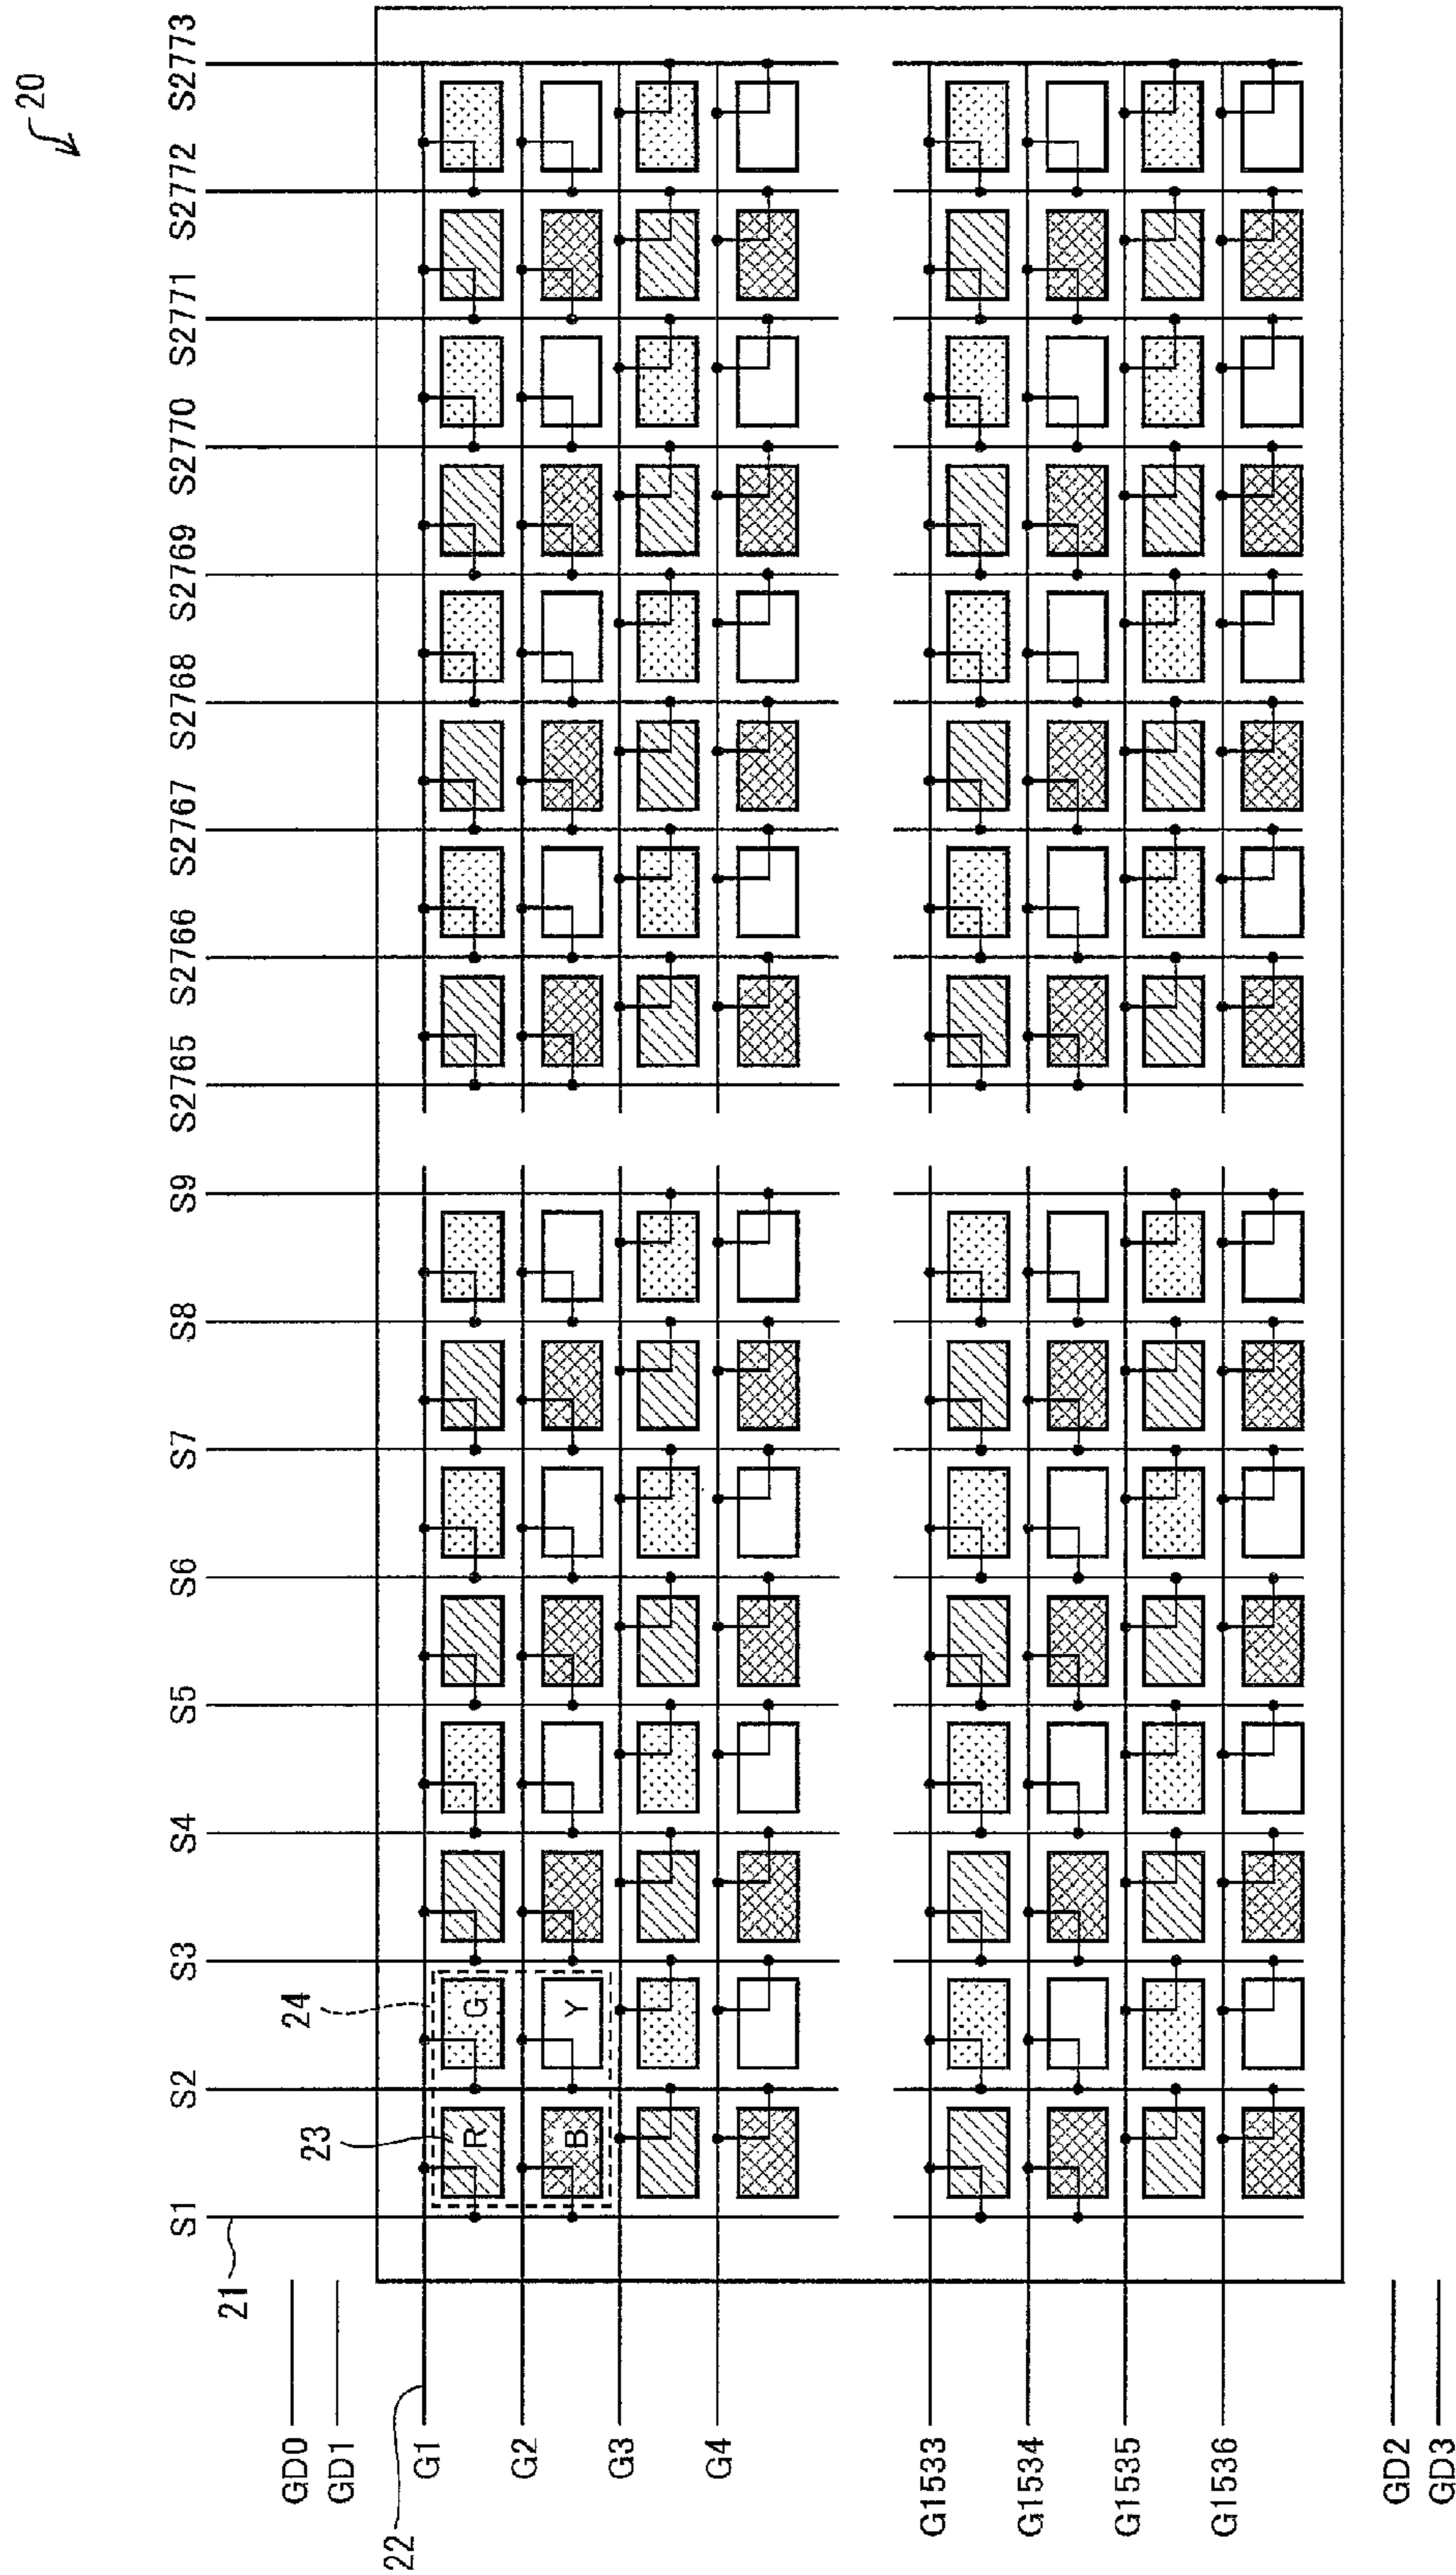 20
S1
S2
S3
S4
S5
S6
S7
S8
S9
S2765
S2766
S2767
S2768
S2769
S2770
S2771
S2772
S2773
21
GD0
GD1
23
24
22
G1
R
G
G2
B
Y
G3
G4
G1533
G1534
G1535
G1536
GD2
GD3